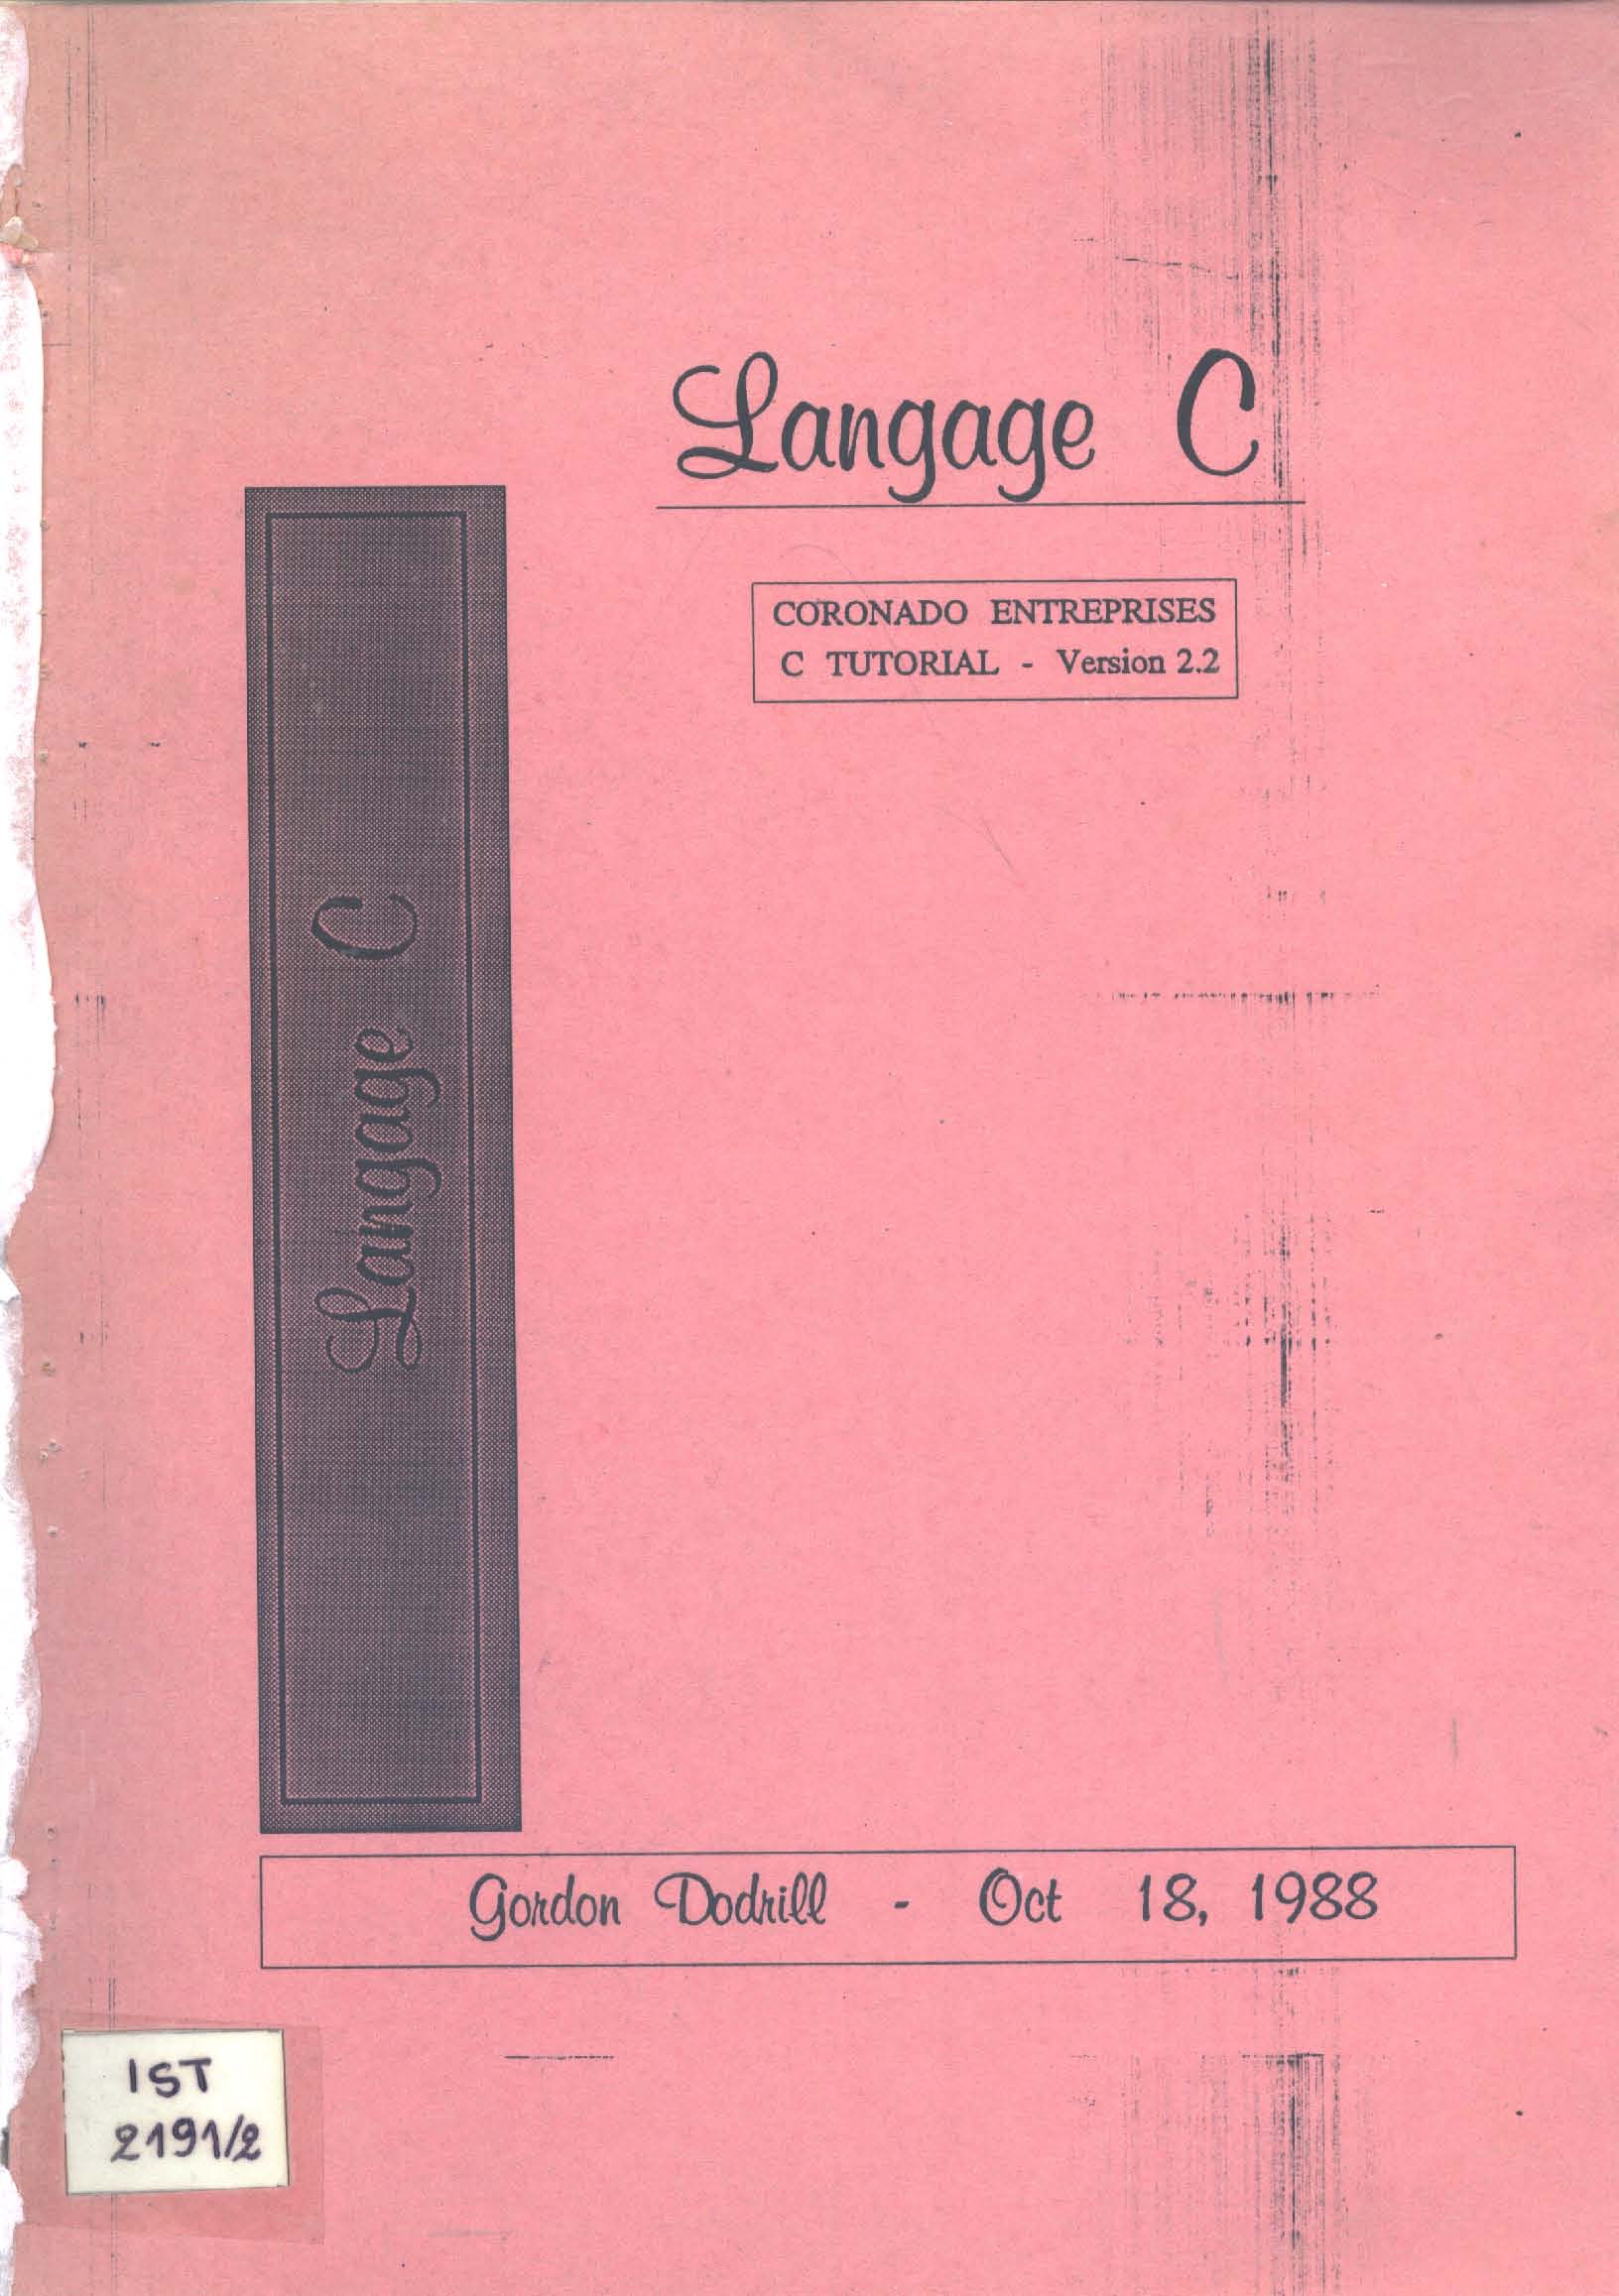 Langage C
CORONADO ENTREPRISES
C TUTORIAL - Version 2.2
Langage C
Gordon Dodrill - Oct 18, 1988
IST
2191/2